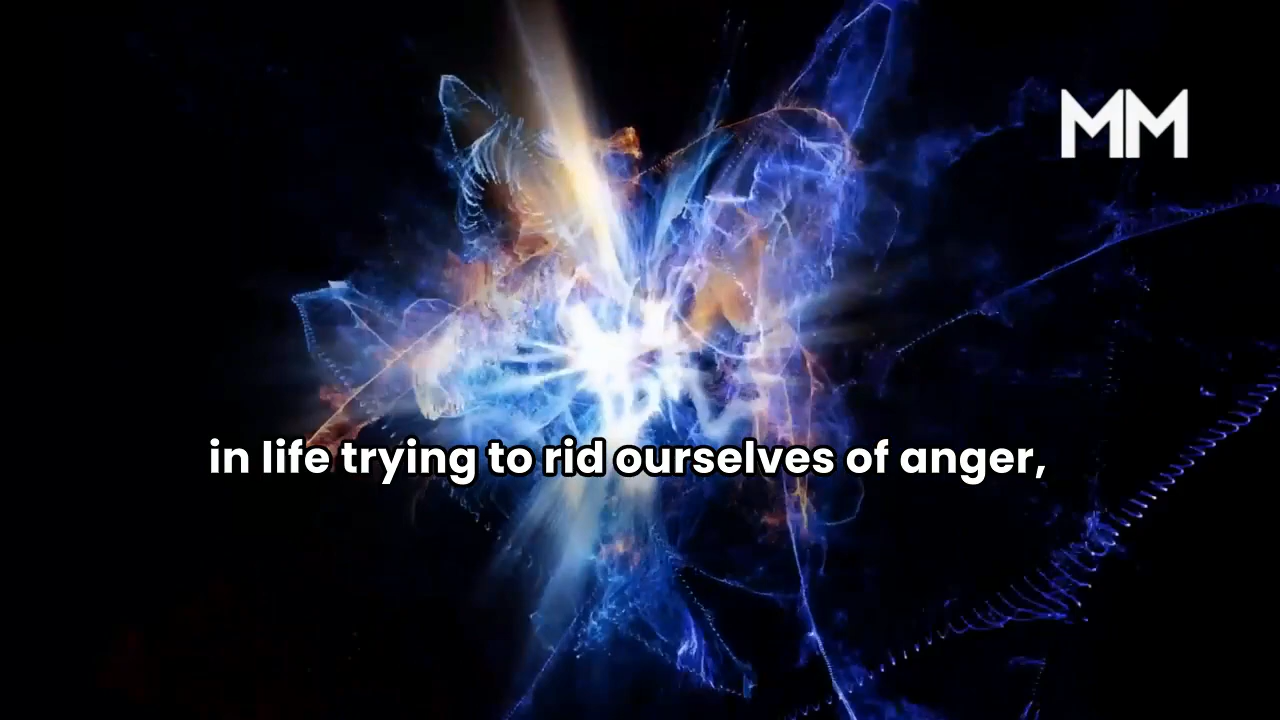 MM
in life trying to rid ourselves of anger,